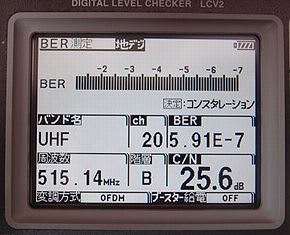 DIGITAL LEVEL CHECKER LCV2
BER測定 地デジ
-2 -3 -4 -5 -6 -7
BER
決定:コンスタレーション
バンド名 ch BER
UHF 20 5.91E-7
周波数 階層 C/N
515.14MHz B 25.6dB
変調方式 OFDM ブースター給電 OFF